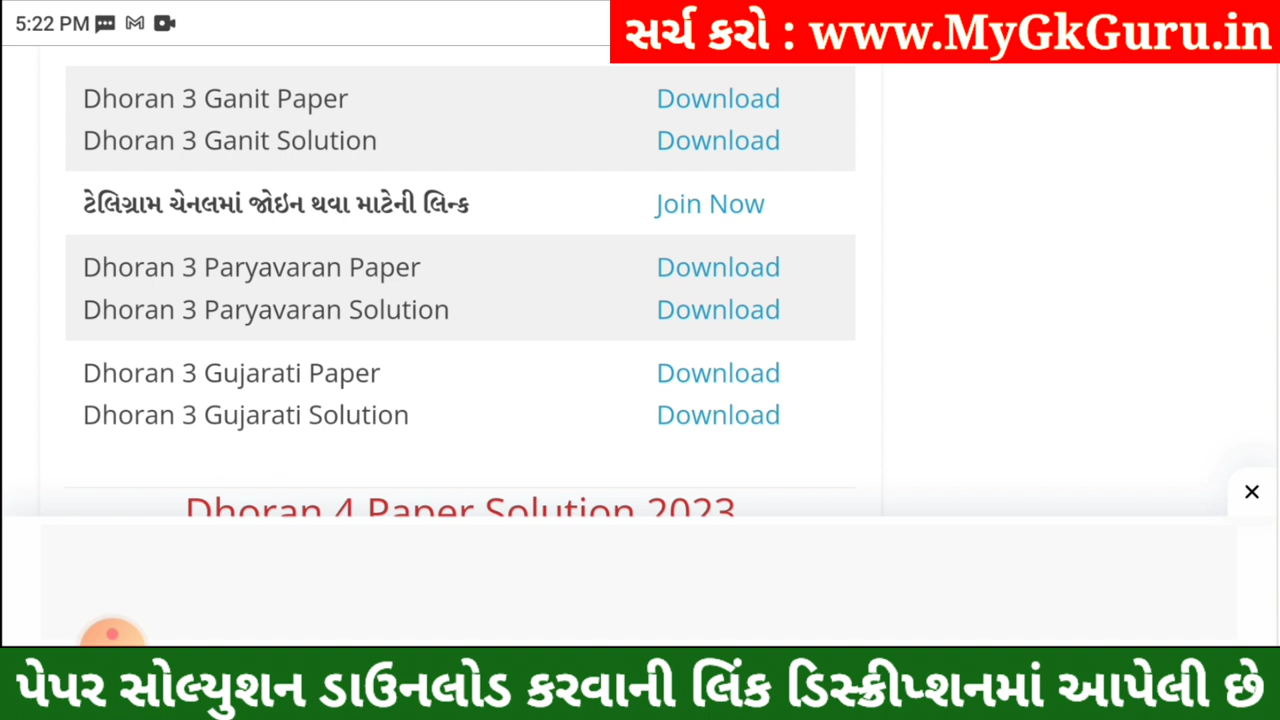 5:22 PM
સર્ચ કરો : www.MyGkGuru.in
Dhoran 3 Ganit Paper Download
Dhoran 3 Ganit Solution Download
ટેલિગ્રામ ચેનલમાં જોઇન થવા માટેની લિન્ક Join Now
Dhoran 3 Paryavaran Paper Download
Dhoran 3 Paryavaran Solution Download
Dhoran 3 Gujarati Paper Download
Dhoran 3 Gujarati Solution Download
Dhoran 4 Paper Solution 2023
પેપર સોલ્યુશન ડાઉનલોડ કરવાની લિંક ડિસ્ક્રીપ્શનમાં આપેલી છે